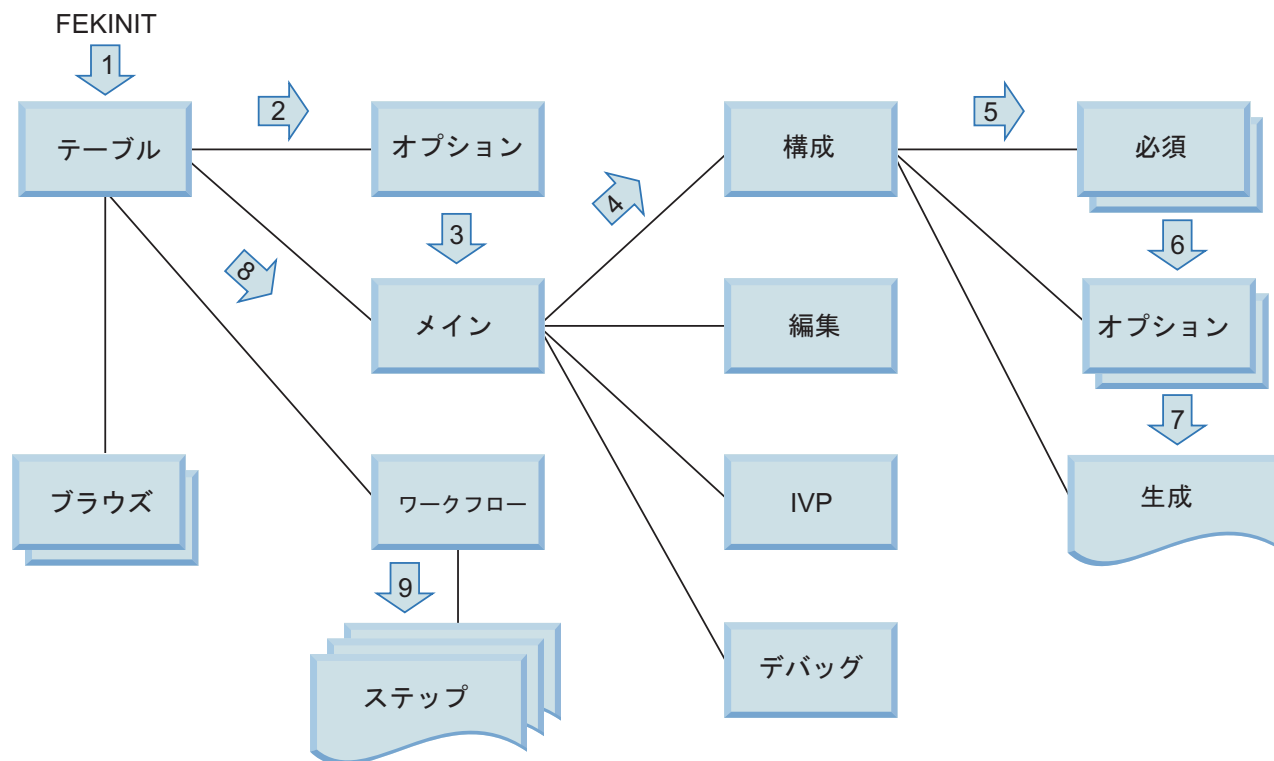 FEKINIT
1
テーブル
2
オプション
3
4
構成
5
必須
6
8
メイン
編集
オプション
7
ブラウズ
ワークフロー
IVP
生成
9
ステップ
デバッグ